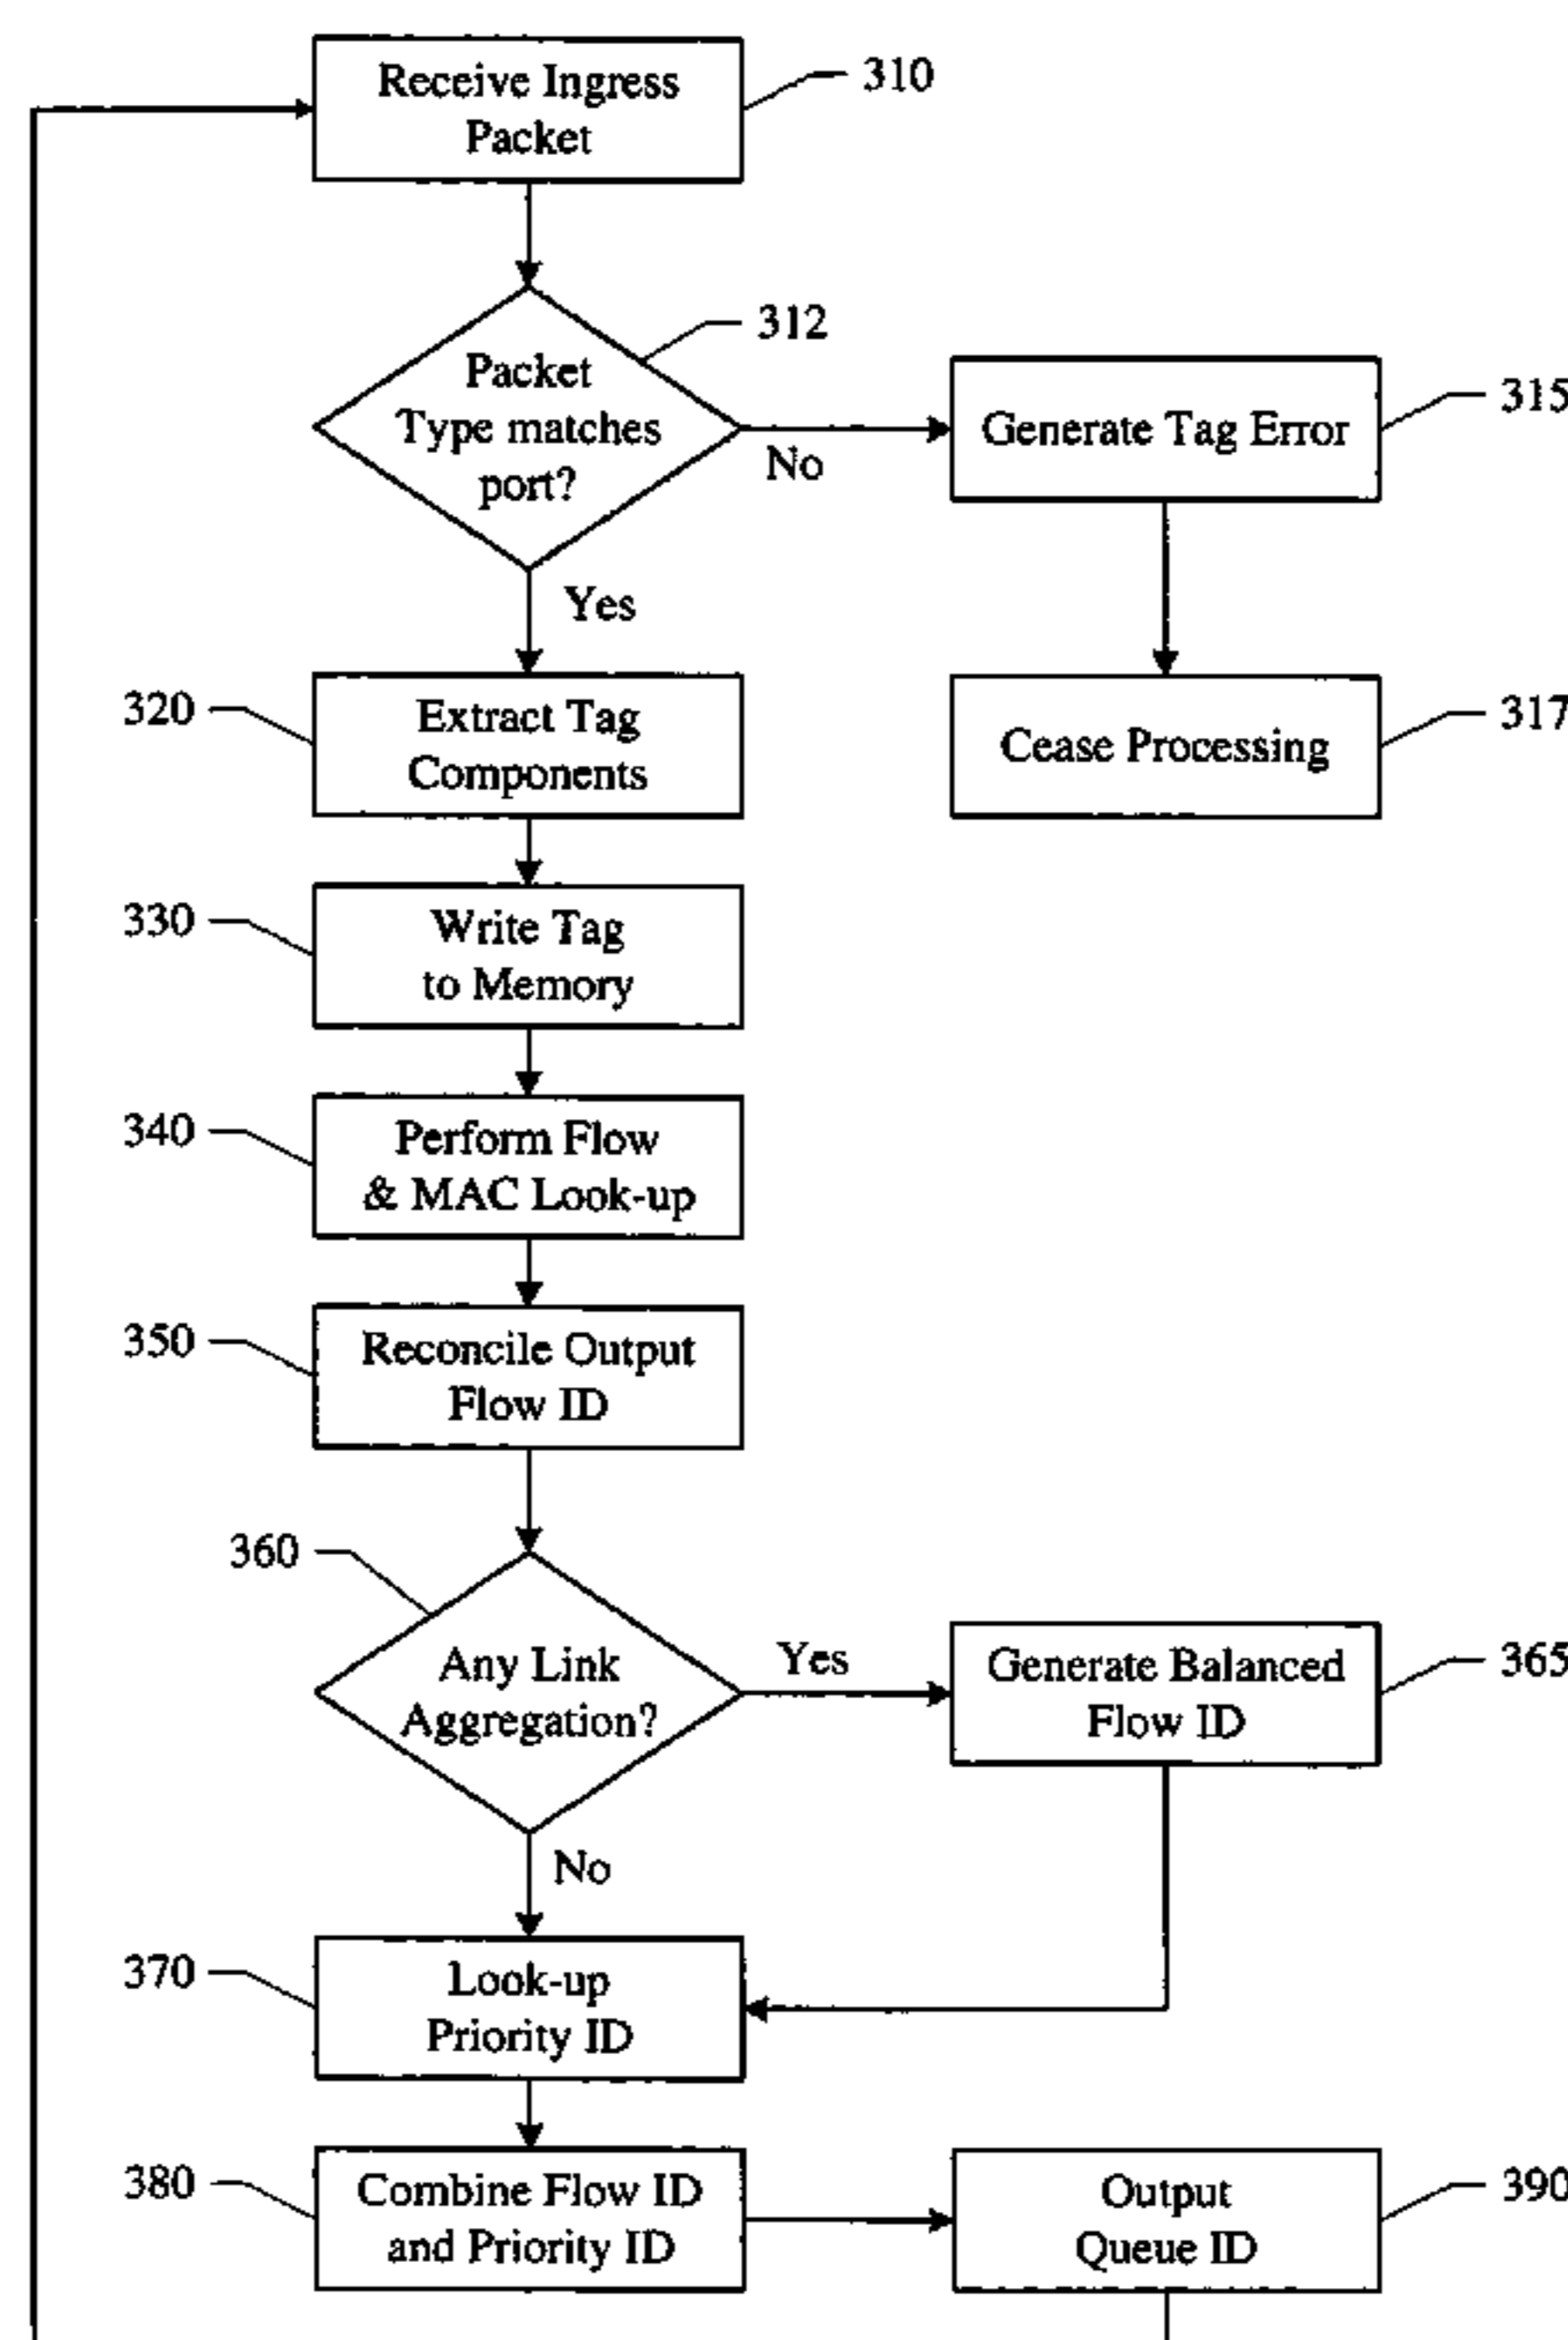 Receive Ingress
Packet
310
312
Packet
Type matches
port?
No
Generate Tag Error
315
Yes
320
Extract Tag
Components
Cease Processing
317
330
Write Tag
to Memory
340
Perform Flow
& MAC Look-up
350
Reconcile Output
Flow ID
360
Any Link
Aggregation?
Yes
Generate Balanced
Flow ID
365
No
370
Look-up
Priority ID
380
Combine Flow ID
and Priority ID
Output
Queue ID
390